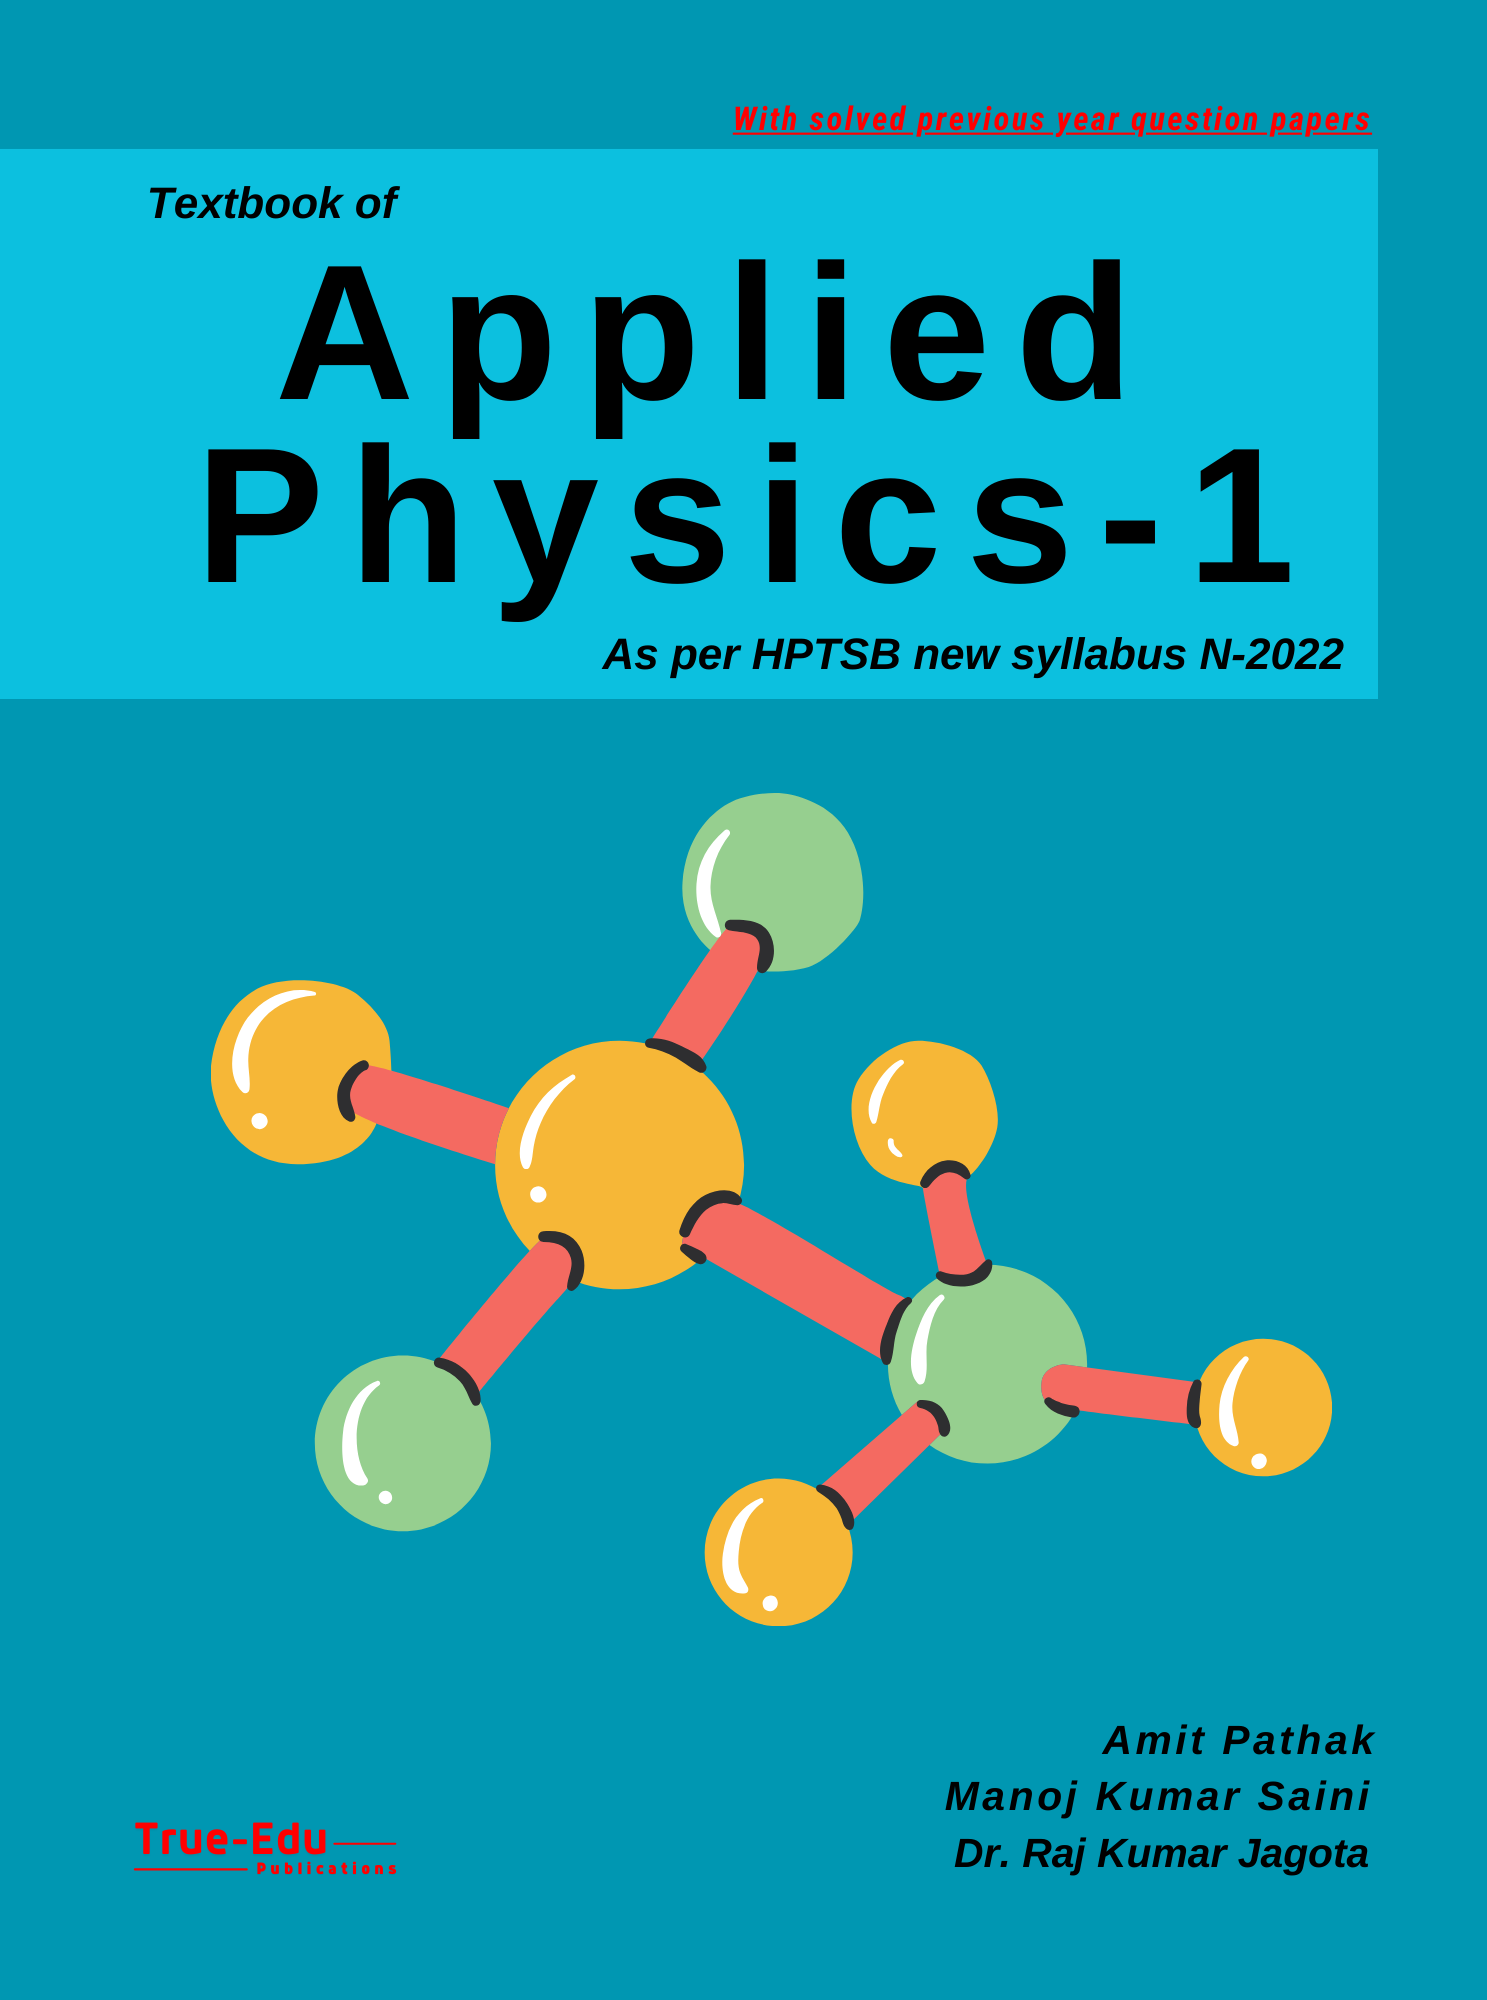 With solved previous year question papers
Textbook of
Applied
Physics-1
As per HPTSB new syllabus N-2022
Amit Pathak
Manoj Kumar Saini
Dr. Raj Kumar Jagota
True-Edu
Publications